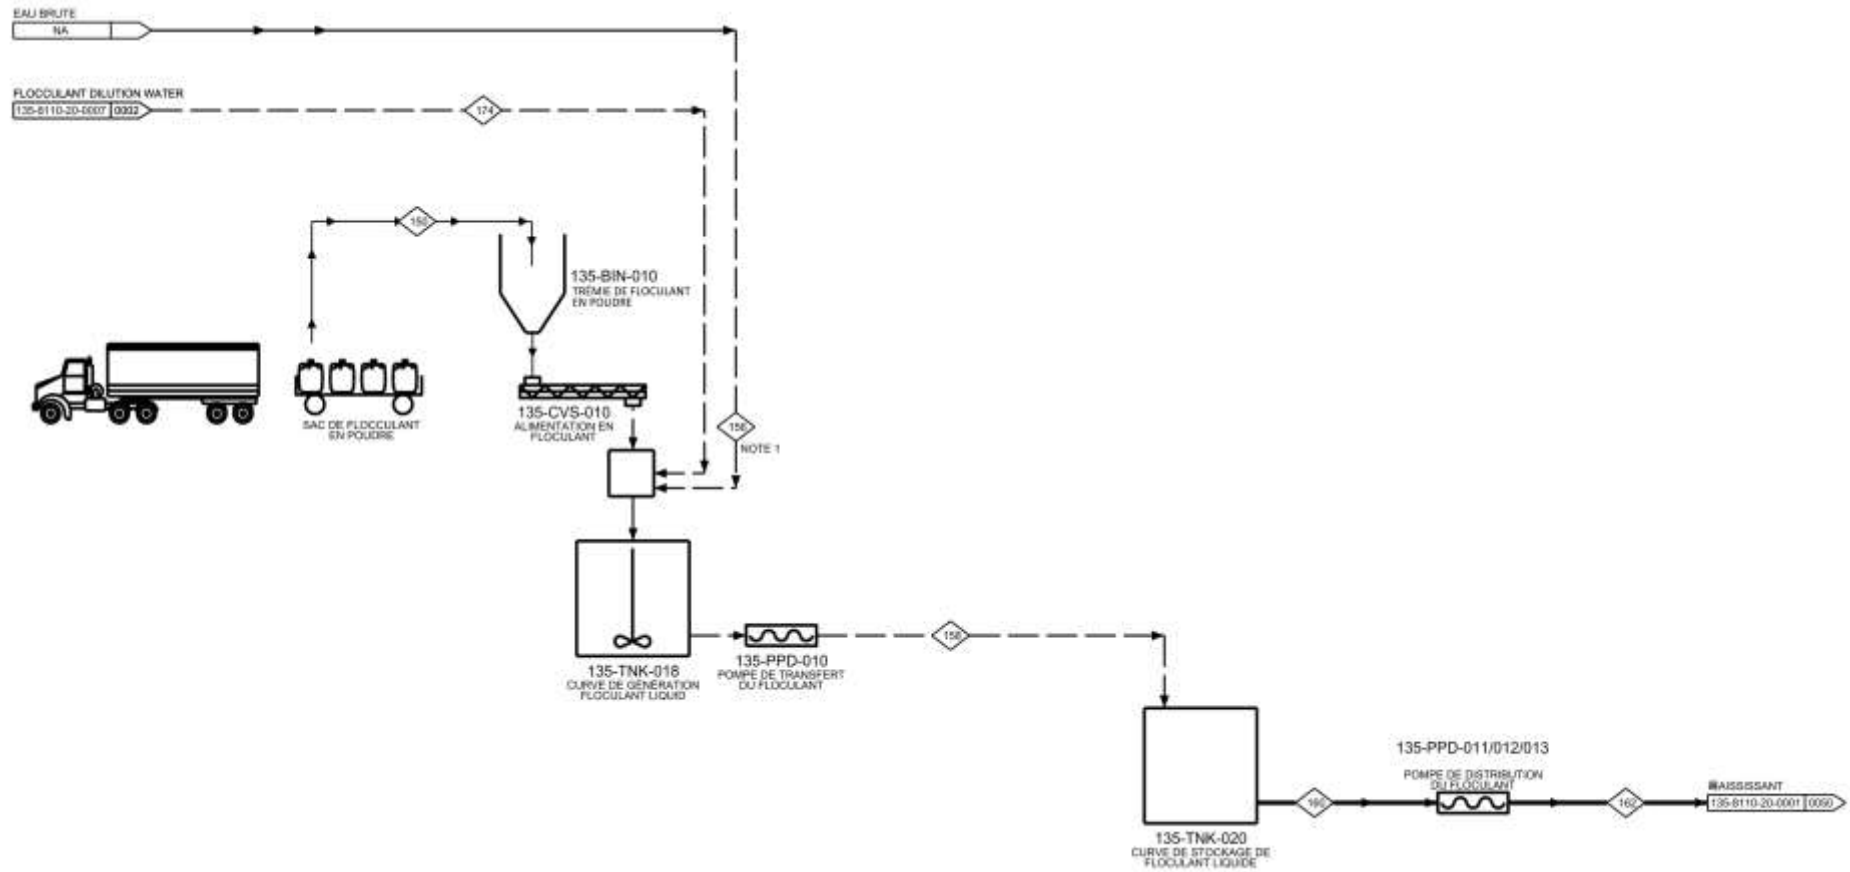 EAU BRUTE
NA
FLOCCULANT DILUTION WATER
135-8110-20-0007 0002
174
135-BIN-010
TRÉMIE DE FLOCULANT
EN POUDRE
SAC DE FLOCCULANT
EN POUDRE
135-CVS-010
ALIMENTATION EN
FLOCULANT
156
NOTE 1
135-TNK-018
CURVE DE GÉNÉRATION
FLOCULANT LIQUID
135-PPD-010
POMPE DE TRANSFERT
DU FLOCULANT
158
135-PPD-011/012/013
POMPE DE DISTRIBUTION
DU FLOCULANT
160
162
AISSISSANT
135-8110-20-0001 0050
135-TNK-020
CURVE DE STOCKAGE DE
FLOCULANT LIQUIDE